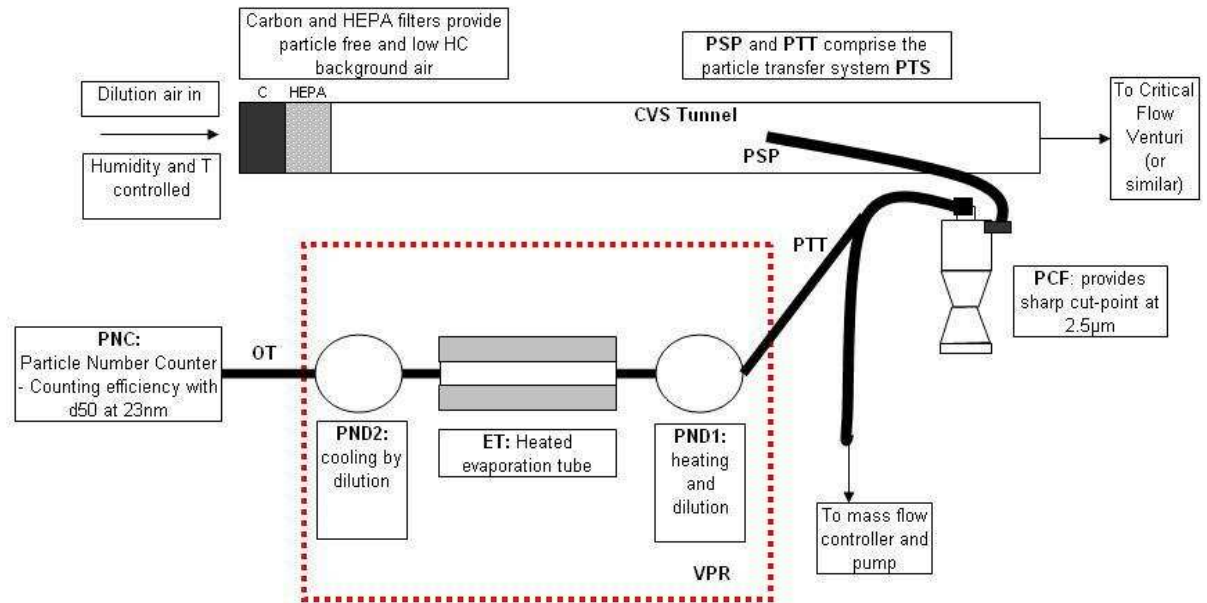 Carbon and HEPA filters provide
particle free and low HC
background air
PSP and PTT comprise the
particle transfer system PTS
Dilution air in
C HEPA
CVS Tunnel
To Critical
Flow
Venturi
(or
similar)
Humidity and T
controlled
PSP
PTT
PCF: provides
sharp cut-point at
2.5µm
PNC:
Particle Number Counter
- Counting efficiency with
d50 at 23nm
OT
PND2:
cooling by
dilution
ET: Heated
evaporation tube
PND1:
heating
and
dilution
To mass flow
controller and
pump
VPR